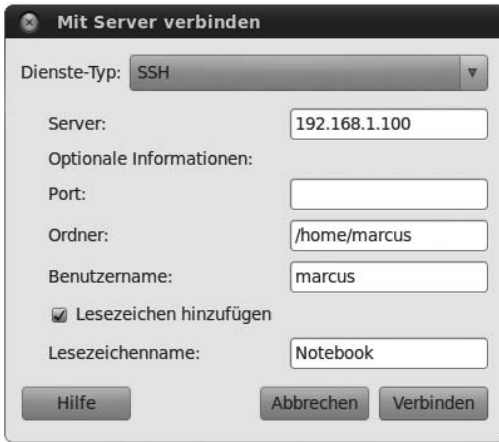 Mit Server verbinden
Dienste-Typ: SSH
Server: 192.168.1.100
Optionale Informationen:
Port:
Ordner: /home/marcus
Benutzername: marcus
Lesezeichen hinzufügen
Lesezeichenname: Notebook
Hilfe Abbrechen Verbinden